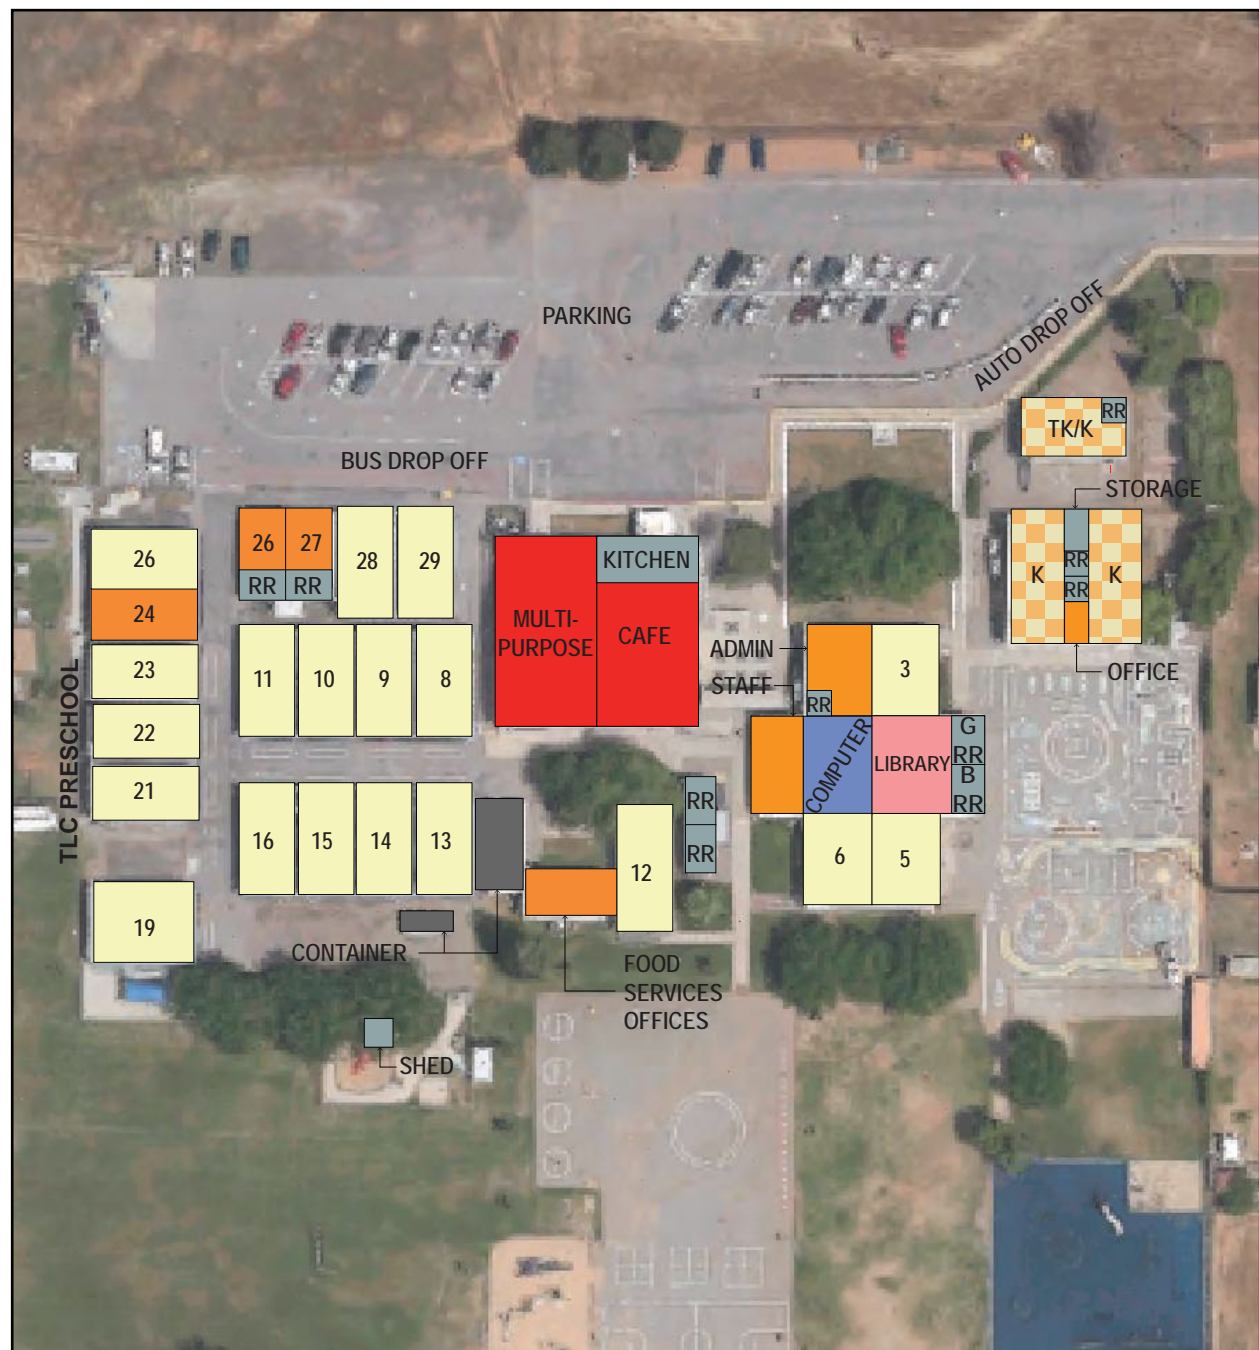 PARKING
AUTO DROP OFF
BUS DROP OFF
TK/K
RR
STORAGE
K
RR
RR
K
OFFICE
26
24
23
22
21
19
TLC PRESCHOOL
26
27
RR
RR
28
29
11
10
9
8
16
15
14
13
MULTI-
PURPOSE
KITCHEN
CAFE
ADMIN
STAFF
RR
3
COMPUTER
LIBRARY
G
RR
B
RR
6
5
RR
RR
12
CONTAINER
FOOD
SERVICES
OFFICES
SHED